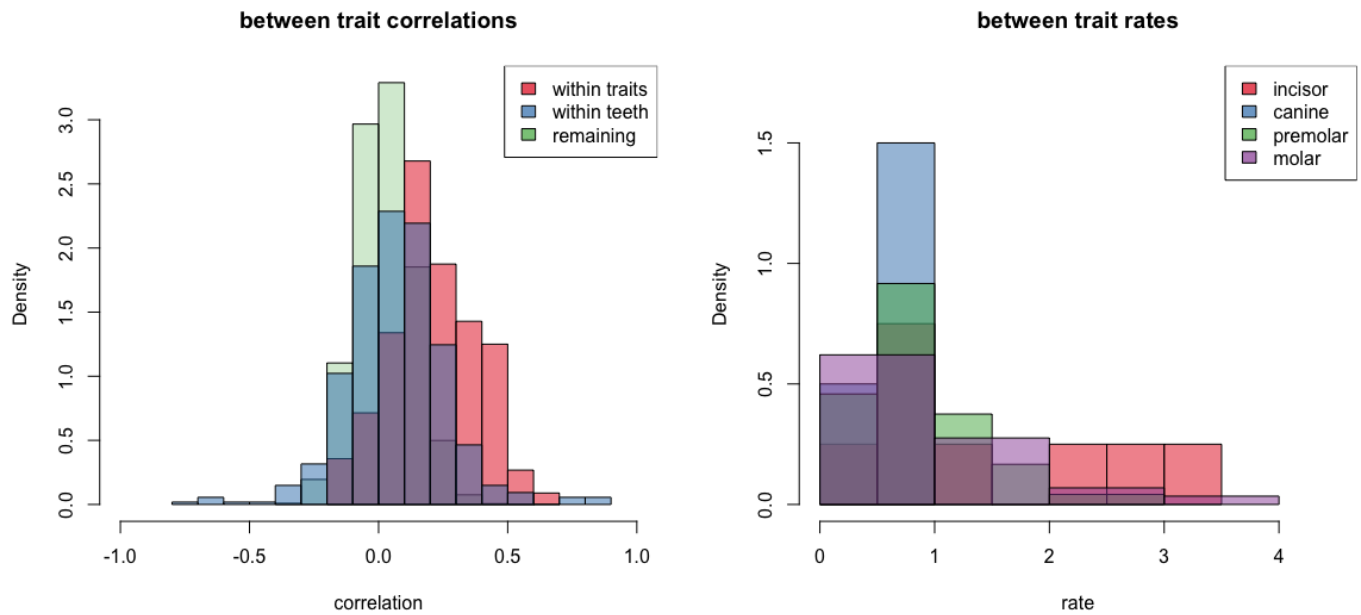 between trait correlations
within traits
within teeth
remaining
Density
0.0
0.5
1.0
1.5
2.0
2.5
3.0
-1.0
-0.5
0.0
0.5
1.0
correlation
between trait rates
incisor
canine
premolar
molar
Density
0.0
0.5
1.0
1.5
0
1
2
3
4
rate